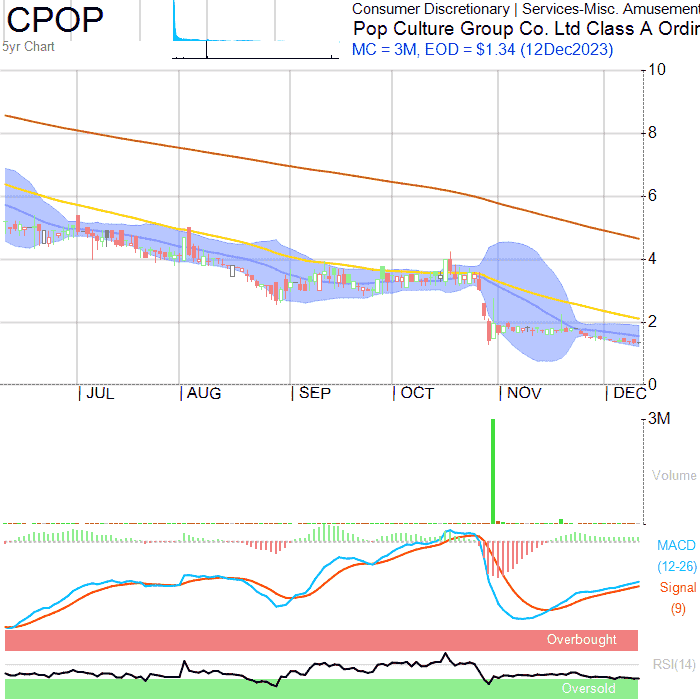 CPOP
5yr Chart
Consumer Discretionary | Services-Misc. Amusement
Pop Culture Group Co. Ltd Class A Ordin
MC = 3M, EOD = $1.34 (12Dec2023)
10
8
6
4
2
0
JUL AUG SEP OCT NOV DEC
3M
Volume
MACD
(12-26)
Signal
(9)
Overbought
RSI(14)
Oversold